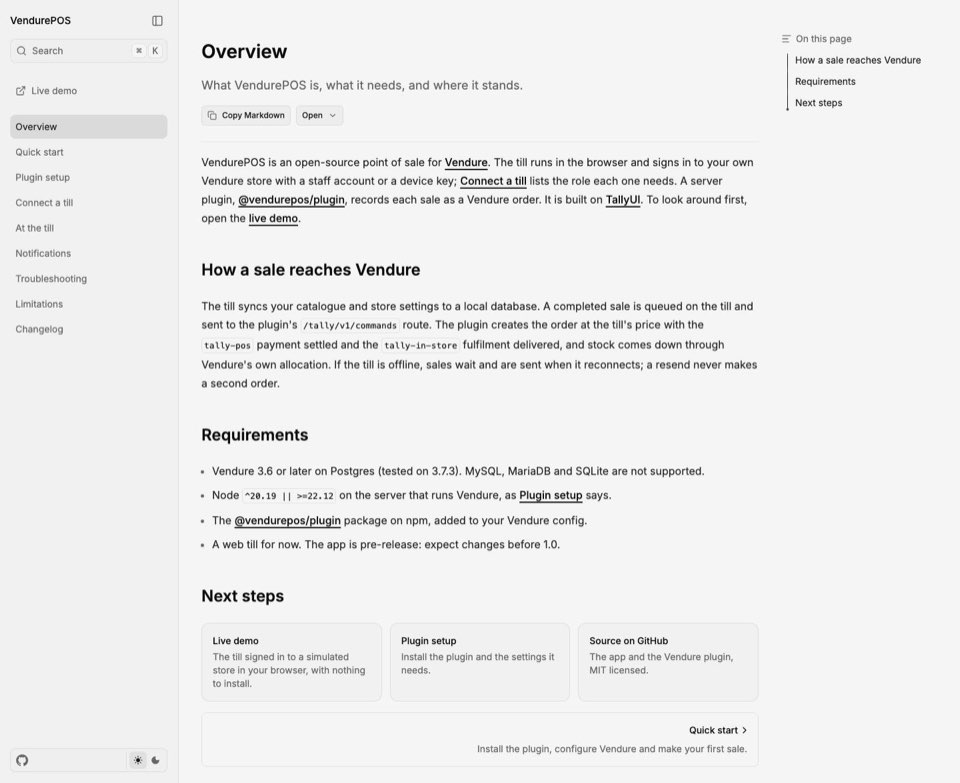 VendurePOS
Search
⌘ K
Live demo
Overview
Quick start
Plugin setup
Connect a till
At the till
Notifications
Troubleshooting
Limitations
Changelog
Overview
What VendurePOS is, what it needs, and where it stands.
Copy Markdown
Open
VendurePOS is an open-source point of sale for Vendure. The till runs in the browser and signs in to your own
Vendure store with a staff account or a device key; Connect a till lists the role each one needs. A server
plugin, @vendurepos/plugin, records each sale as a Vendure order. It is built on TallyUI. To look around first,
open the live demo.
How a sale reaches Vendure
The till syncs your catalogue and store settings to a local database. A completed sale is queued on the till and
sent to the plugin's /tally/v1/commands route. The plugin creates the order at the till's price with the
tally-pos payment settled and the tally-in-store fulfilment delivered, and stock comes down through
Vendure's own allocation. If the till is offline, sales wait and are sent when it reconnects; a resend never makes
a second order.
Requirements
• Vendure 3.6 or later on Postgres (tested on 3.7.3). MySQL, MariaDB and SQLite are not supported.
• Node ^20.19 || >=22.12 on the server that runs Vendure, as Plugin setup says.
• The @vendurepos/plugin package on npm, added to your Vendure config.
• A web till for now. The app is pre-release: expect changes before 1.0.
Next steps
Live demo
The till signed in to a simulated
store in your browser, with nothing
to install.
Plugin setup
Install the plugin and the settings it
needs.
Source on GitHub
The app and the Vendure plugin,
MIT licensed.
Quick start
Install the plugin, configure Vendure and make your first sale.
On this page
How a sale reaches Vendure
Requirements
Next steps